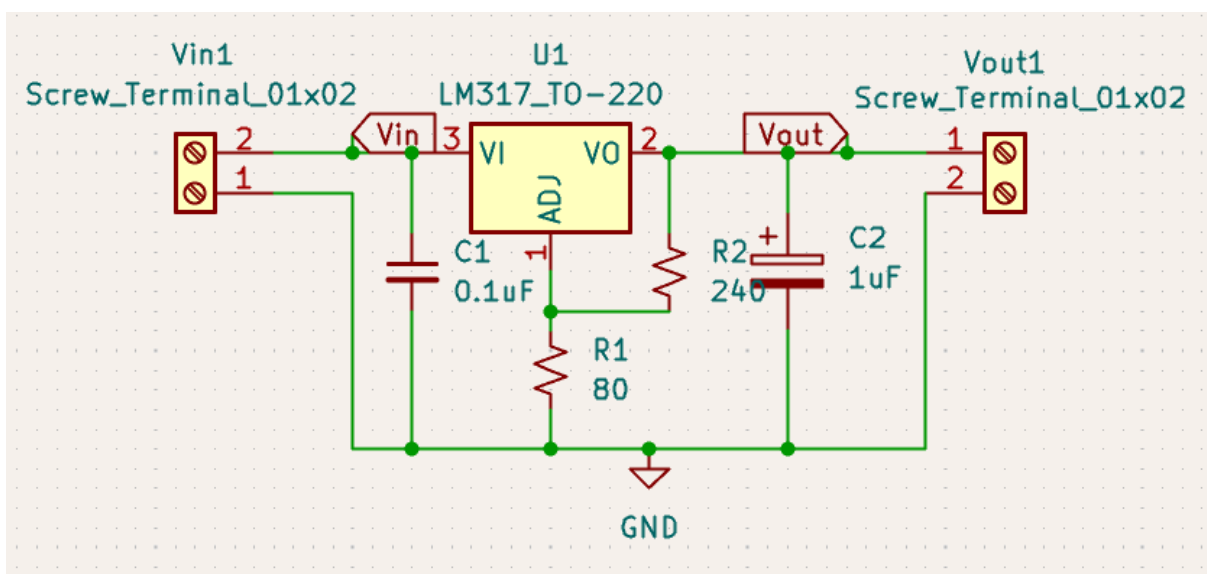 Vin1
Screw_Terminal_01x02
U1
LM317_TO-220
Vout1
Screw_Terminal_01x02
2
Vin
3
VI
VO
2
Vout
1
1
2
ADJ
1
C1
0.1uF
R2
240
C2
1uF
+
R1
80
GND